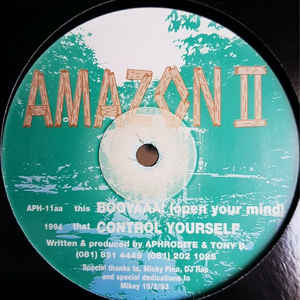 AMAZON II
APH-11aa this BOOYAAA! (open your mind)
1994 that CONTROL YOURSELF
Written & produced by APHRODITE & TONY B.
(081) 851 4449 (081) 202 1025
Special thanks to, Micky Finn, DJ Rap
and special dedications to
Mikey 15/2/93